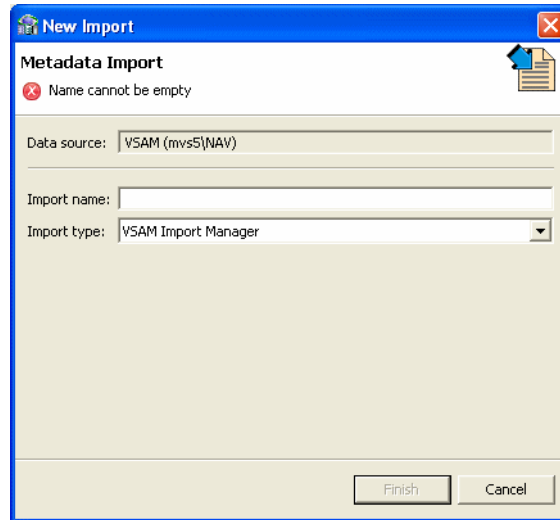 New Import
Metadata Import
Name cannot be empty
Data source: VSAM (mvs5\NAV)
Import name:
Import type: VSAM Import Manager
Finish Cancel